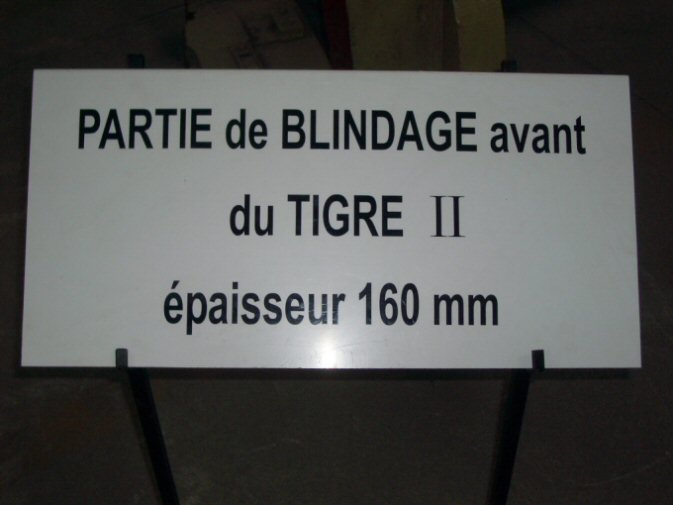 PARTIE de BLINDAGE avant
du TIGRE II
épaisseur 160 mm